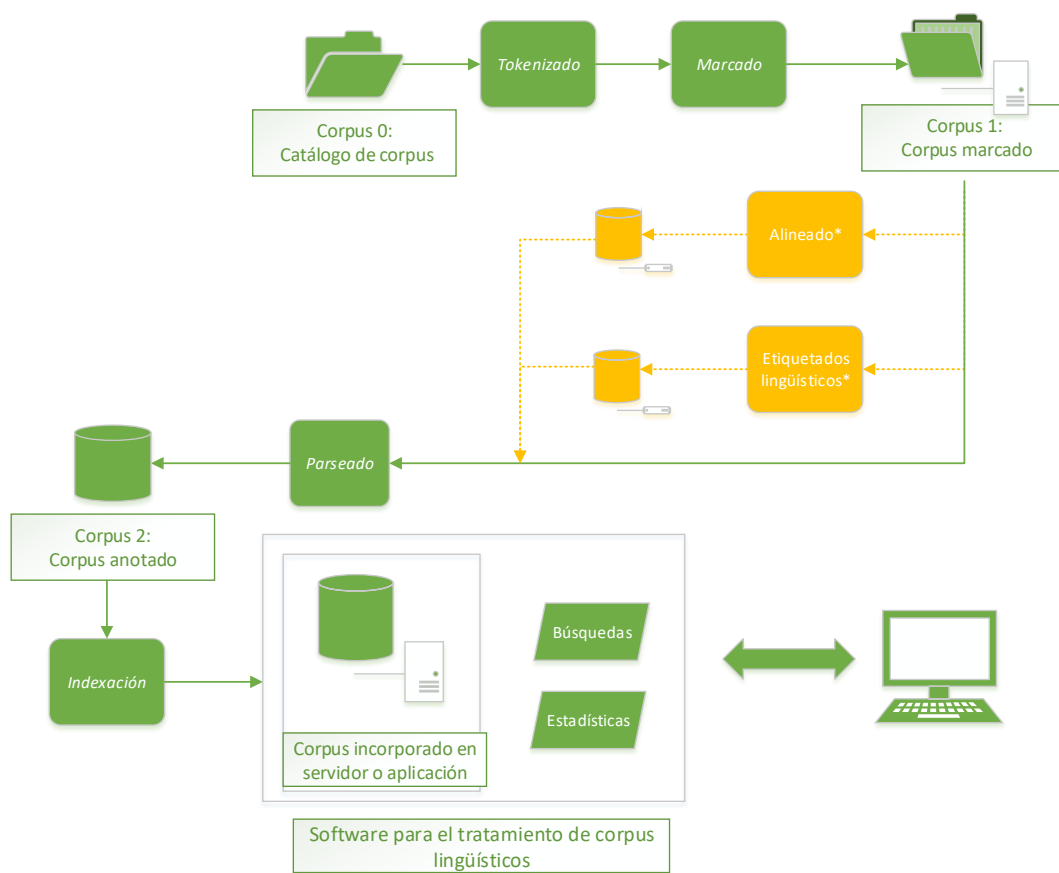 Tokenizado
Marcado
Corpus 0:
Catálogo de corpus
Corpus 1:
Corpus marcado
Alineado*
Etiquetados
lingüísticos*
Parseado
Corpus 2:
Corpus anotado
Indexación
Búsquedas
Estadísticas
Corpus incorporado en
servidor o aplicación
Software para el tratamiento de corpus
lingüísticos